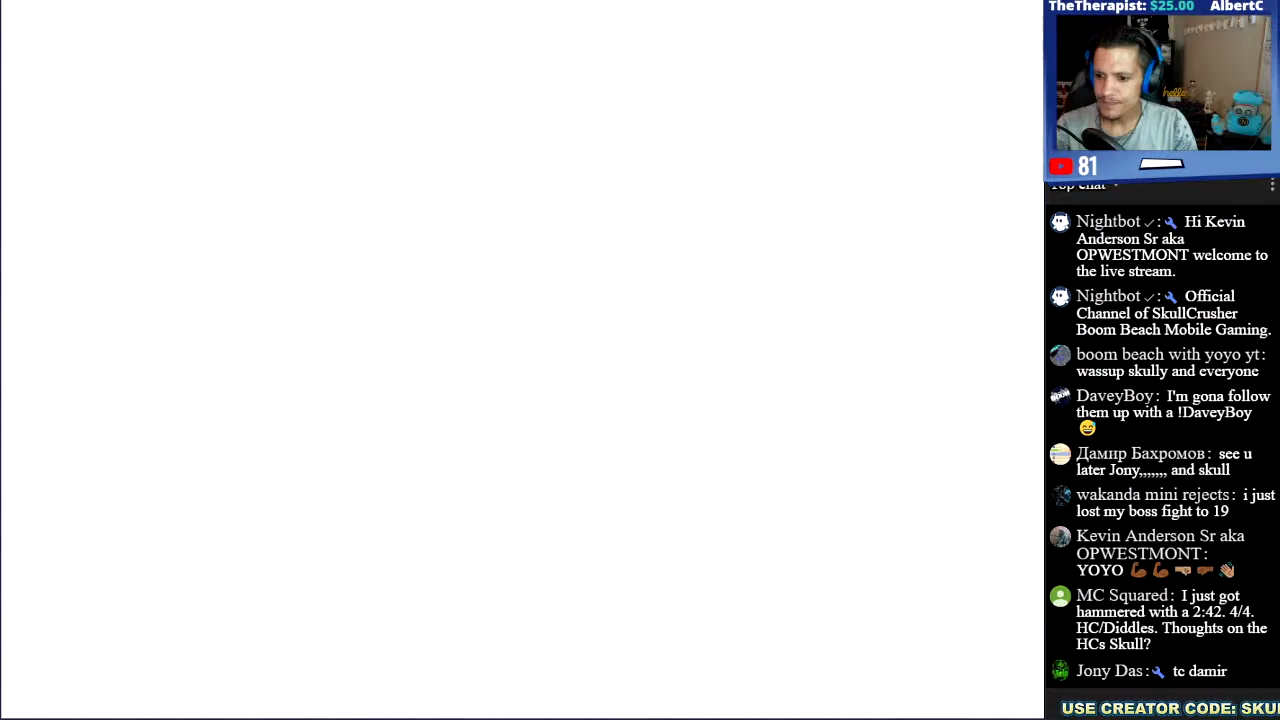 TheTherapist: $25.00 AlbertC
hello
81
Top chat
Nightbot: Hi Kevin
Anderson Sr aka
OPWESTMONT welcome to
the live stream.
Nightbot: Official
Channel of SkullCrusher
Boom Beach Mobile Gaming.
boom beach with yoyo yt:
wassup skully and everyone
DaveyBoy: I'm gona follow
them up with a !DaveyBoy
😅
Дамир Бахромов: see u
later Jony,,,,,,, and skull
wakanda mini rejects: i just
lost my boss fight to 19
Kevin Anderson Sr aka
OPWESTMONT:
YOYO 💪🏾 💪🏾 🤜🏽 🤛🏾 👋🏽
MC Squared: I just got
hammered with a 2:42. 4/4.
HC/Diddles. Thoughts on the
HCs Skull?
Jony Das: tc damir
USE CREATOR CODE: SKU